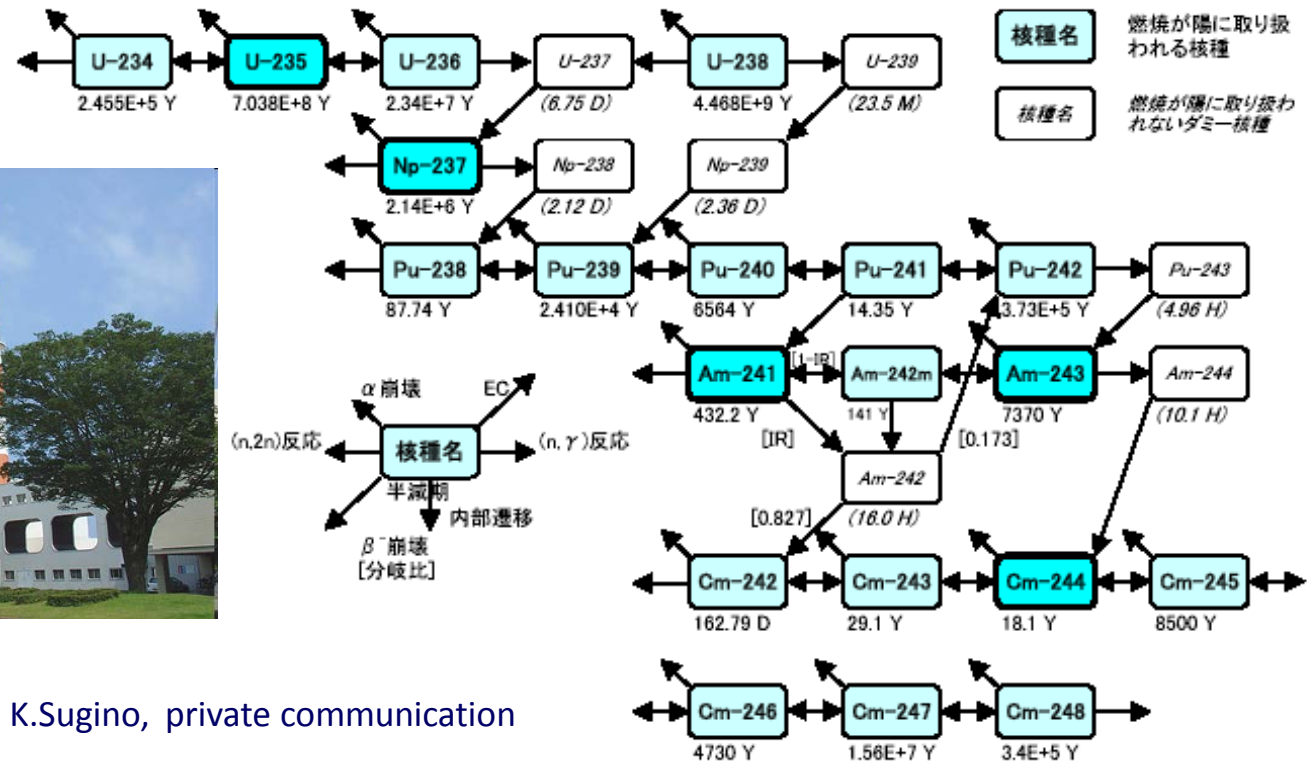 U-234
U-235
U-236
U-237
U-238
U-239
2.455E+5 Y
7.038E+8 Y
2.34E+7 Y
(6.75 D)
4.468E+9 Y
(23.5 M)
核種名
燃焼が陽に取り扱
われる核種
核種名
燃焼が陽に取り扱わ
れないダミー核種
Np-237
Np-238
Np-239
2.14E+6 Y
(2.12 D)
(2.36 D)
Pu-238
Pu-239
Pu-240
Pu-241
Pu-242
Pu-243
87.74 Y
2.410E+4 Y
6564 Y
14.35 Y
3.73E+5 Y
(4.96 H)
Am-241
[1-IR]
Am-242m
Am-243
Am-244
432.2 Y
141 Y
7370 Y
(10.1 H)
[IR]
[0.173]
Am-242
(16.0 H)
[0.827]
α崩壊
EC
(n,2n)反応
核種名
(n,γ)反応
半減期
内部遷移
β⁻崩壊
[分岐比]
Cm-242
Cm-243
Cm-244
Cm-245
162.79 D
29.1 Y
18.1 Y
8500 Y
Cm-246
Cm-247
Cm-248
4730 Y
1.56E+7 Y
3.4E+5 Y
K.Sugino, private communication